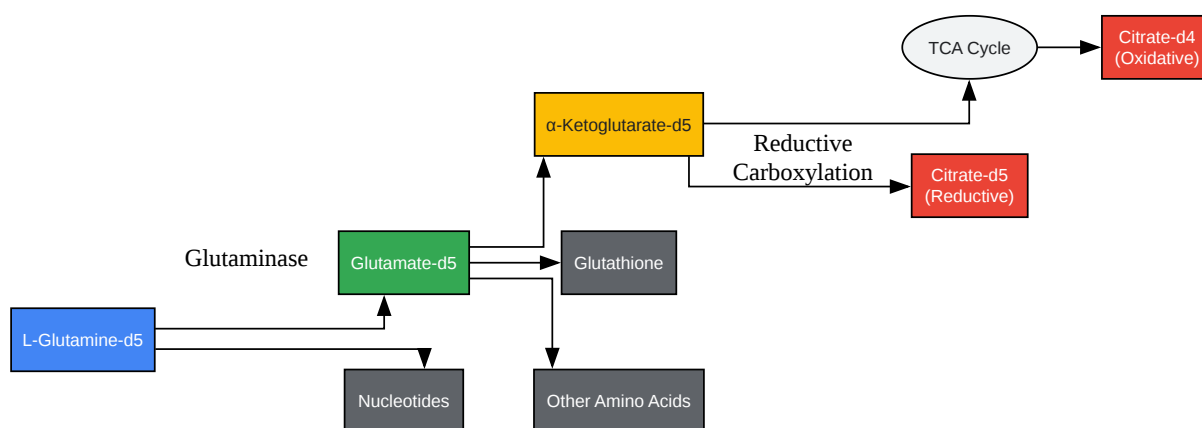 TCA Cycle
Citrate-d4
(Oxidative)
α-Ketoglutarate-d5
Reductive
Carboxylation
Citrate-d5
(Reductive)
Glutaminase
Glutamate-d5
Glutathione
L-Glutamine-d5
Nucleotides
Other Amino Acids